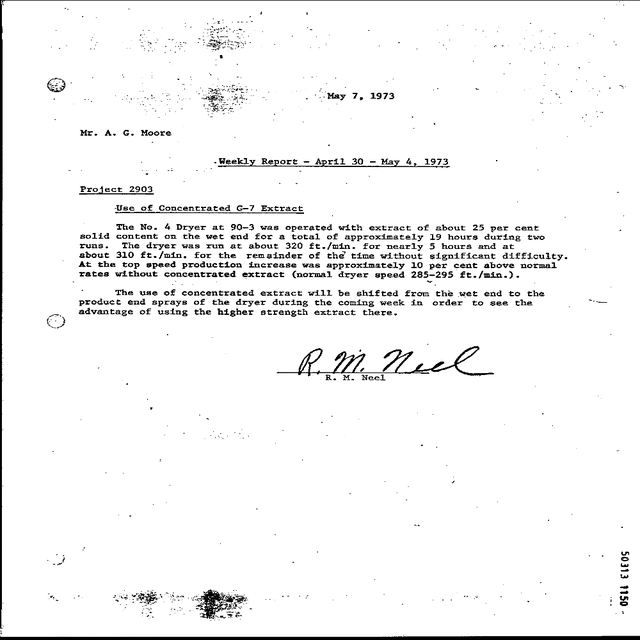 May 7, 1973
Mr. A. G. Moore
Weekly Report - April 30 - May 4, 1973
Project 2903
Use of Concentrated G-7 Extract
The No. 4 Dryer at 90-3 was operated with extract of about 25 per cent
solid content on the wet end for a total of approximately 19 hours during two
runs. The dryer was run at about 320 ft./min. for nearly 5 hours and at
about 310 ft./min. for the remainder of the time without significant difficulty.
At the top speed production increase was approximately 10 per cent above normal
rates without concentrated extract (normal dryer speed 285-295 ft./min.).
The use of concentrated extract will be shifted from the wet end to the
product end sprays of the dryer during the coming week in order to see the
advantage of using the higher strength extract there.
R. M. Neel
R. M. Neel
50313 1150